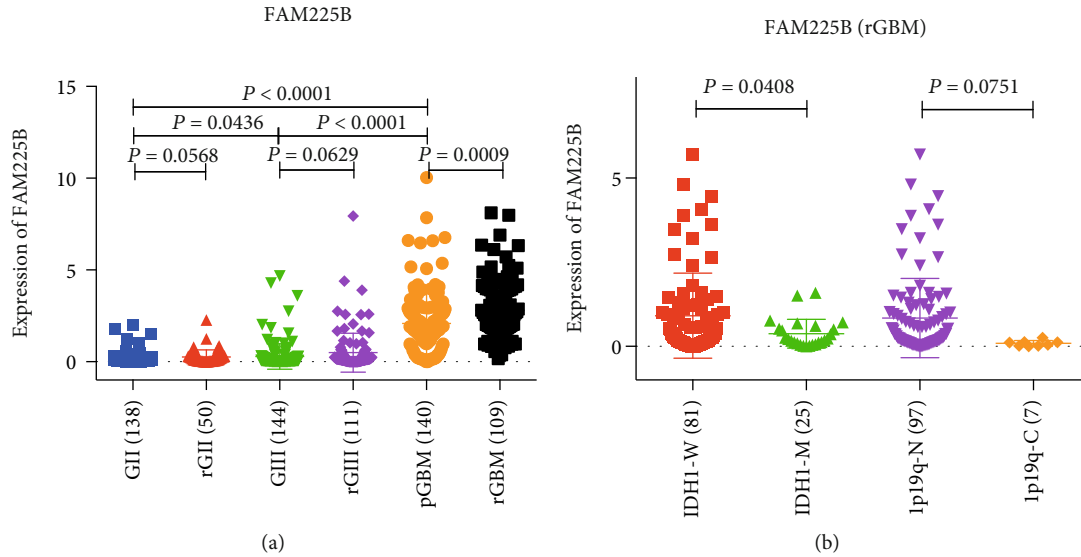 FAM225B
Expression of FAM225B
15
10
5
0
P < 0.0001
P = 0.0436
P < 0.0001
P = 0.0568
P = 0.0629
P = 0.0009
GII (138)
rGII (50)
GIII (144)
rGIII (111)
pGBM (140)
rGBM (109)
(a)
FAM225B (rGBM)
Expression of FAM225B
5
0
P = 0.0408
P = 0.0751
IDH1-W (81)
IDH1-M (25)
1p19q-N (97)
1p19q-C (7)
(b)